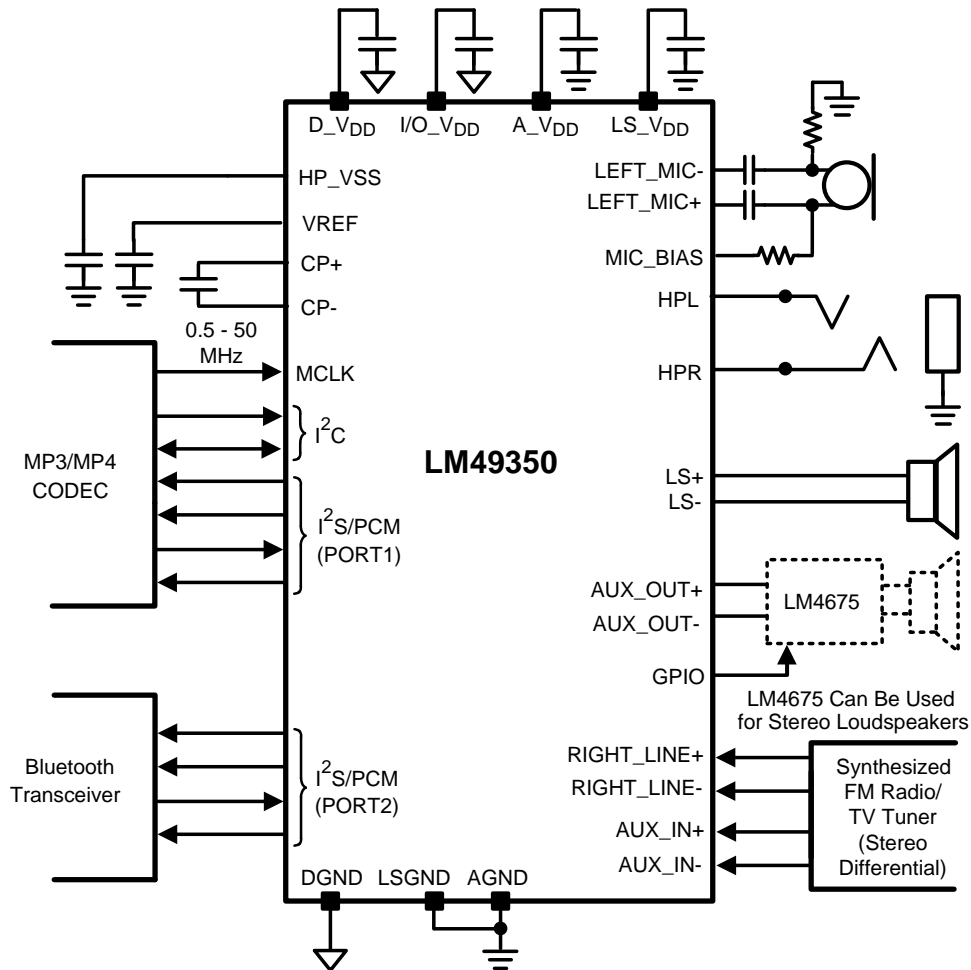 D_VDD
I/O_VDD
A_VDD
LS_VDD
HP_VSS
VREF
CP+
CP-
0.5 - 50
MHz
MCLK
I2C
MP3/MP4
CODEC
I2S/PCM
(PORT1)
Bluetooth
Transceiver
I2S/PCM
(PORT2)
LM49350
LEFT_MIC-
LEFT_MIC+
MIC_BIAS
HPL
HPR
LS+
LS-
AUX_OUT+
AUX_OUT-
LM4675
GPIO
LM4675 Can Be Used
for Stereo Loudspeakers
RIGHT_LINE+
RIGHT_LINE-
AUX_IN+
AUX_IN-
Synthesized
FM Radio/
TV Tuner
(Stereo
Differential)
DGND
LSGND
AGND